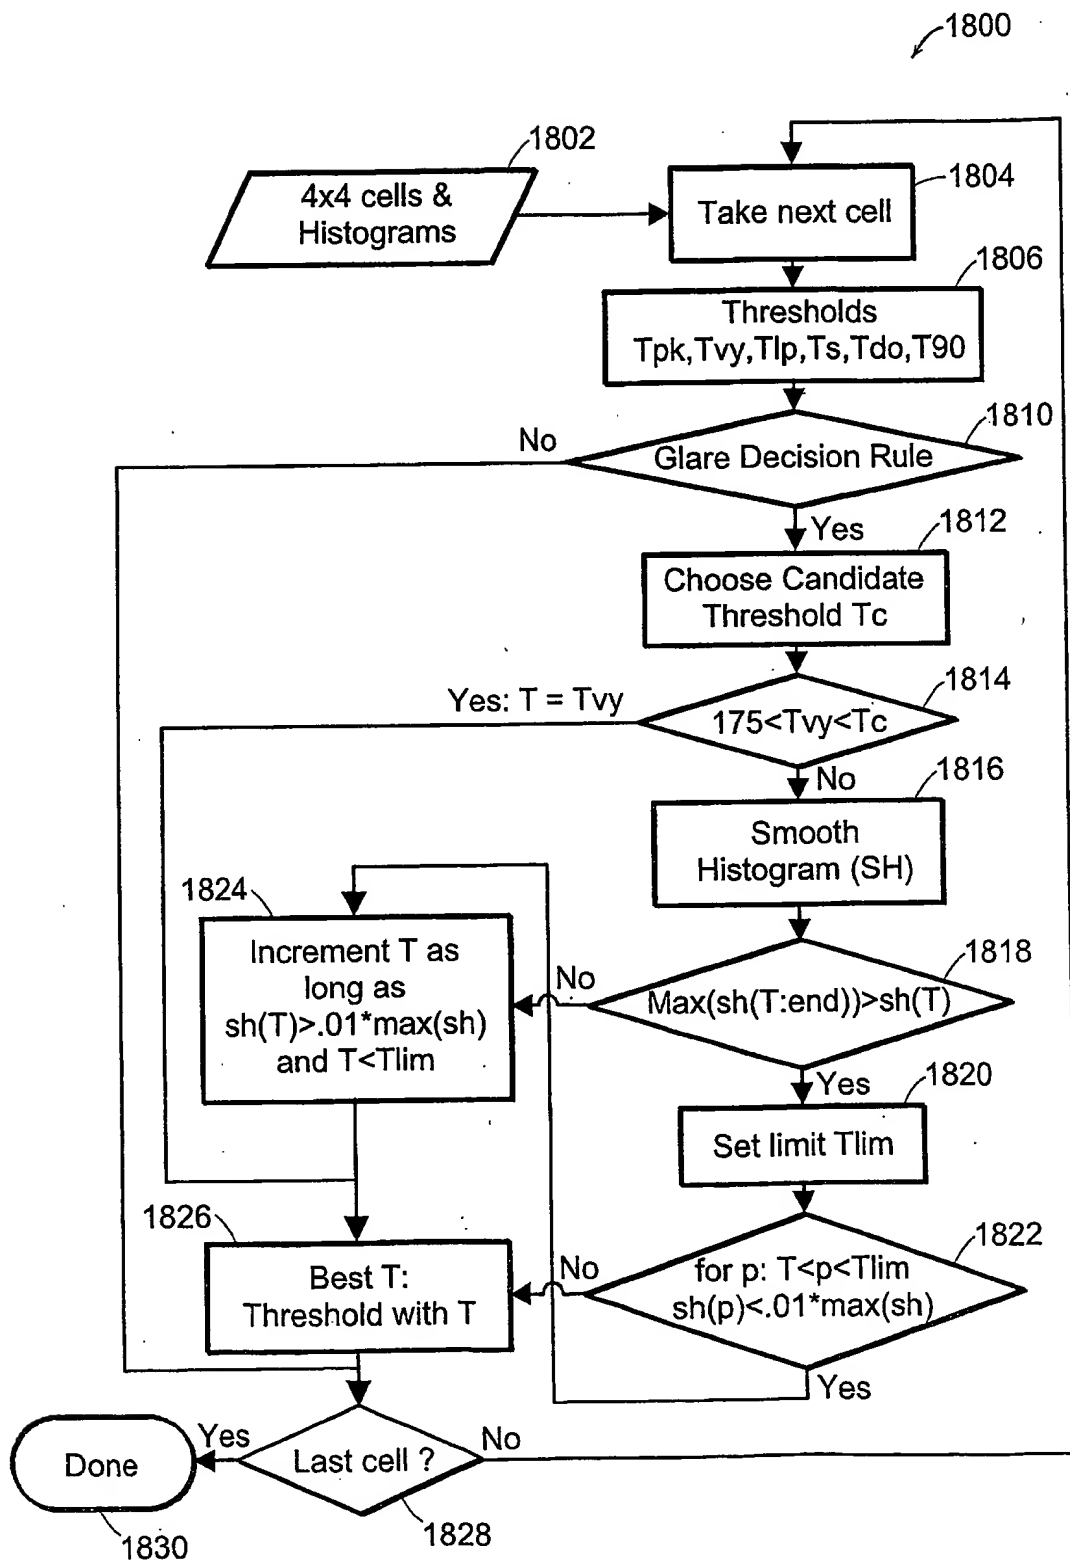 1800
1802
4x4 cells &
Histograms
1804
Take next cell
1806
Thresholds
Tpk,Tvy,Tlp,Ts,Tdo,T90
1810
No
Glare Decision Rule
Yes
1812
Choose Candidate
Threshold Tc
1814
Yes: T = Tvy
175<Tvy<Tc
No
1816
Smooth
Histogram (SH)
1824
Increment T as
long as
sh(T)>.01*max(sh)
and T<Tlim
1818
No
Max(sh(T:end))>sh(T)
Yes
1820
Set limit Tlim
1826
Best T:
Threshold with T
1822
No
for p: T<p<Tlim
sh(p)<.01*max(sh)
Yes
Yes
No
Done
Last cell ?
1830
1828